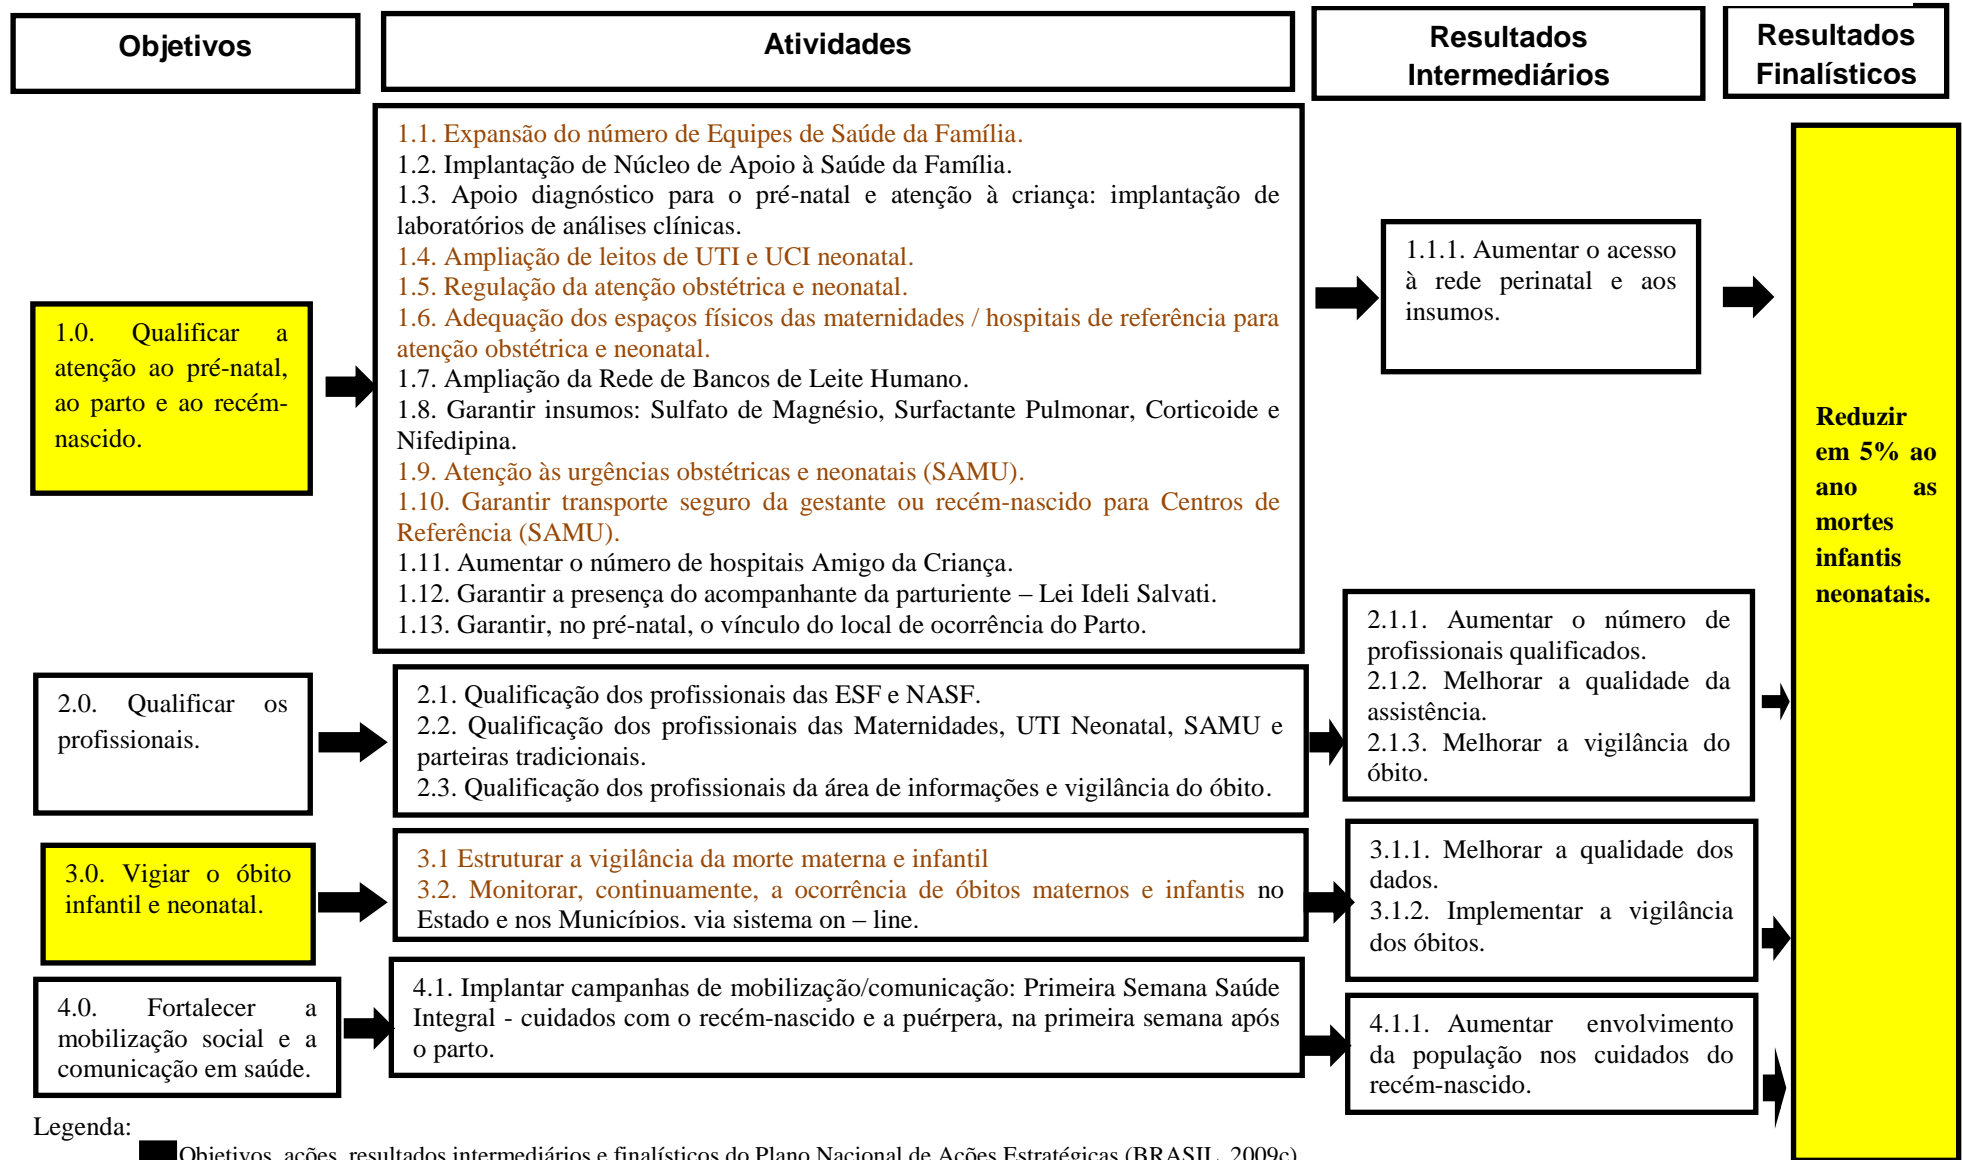 Objetivos
Atividades
Resultados
Intermediários
Resultados
Finalísticos
1.0. Qualificar a
atenção ao pré-natal,
ao parto e ao recém-
nascido.
1.1. Expansão do número de Equipes de Saúde da Família.
1.2. Implantação de Núcleo de Apoio à Saúde da Família.
1.3. Apoio diagnóstico para o pré-natal e atenção à criança: implantação de
laboratórios de análises clínicas.
1.4. Ampliação de leitos de UTI e UCI neonatal.
1.5. Regulação da atenção obstétrica e neonatal.
1.6. Adequação dos espaços físicos das maternidades / hospitais de referência para
atenção obstétrica e neonatal.
1.7. Ampliação da Rede de Bancos de Leite Humano.
1.8. Garantir insumos: Sulfato de Magnésio, Surfactante Pulmonar, Corticoide e
Nifedipina.
1.9. Atenção às urgências obstétricas e neonatais (SAMU).
1.10. Garantir transporte seguro da gestante ou recém-nascido para Centros de
Referência (SAMU).
1.11. Aumentar o número de hospitais Amigo da Criança.
1.12. Garantir a presença do acompanhante da parturiente – Lei Ideli Salvati.
1.13. Garantir, no pré-natal, o vínculo do local de ocorrência do Parto.
1.1.1. Aumentar o acesso
à rede perinatal e aos
insumos.
Reduzir
em 5% ao
ano as
mortes
infantis
neonatais.
2.0. Qualificar os
profissionais.
2.1. Qualificação dos profissionais das ESF e NASF.
2.2. Qualificação dos profissionais das Maternidades, UTI Neonatal, SAMU e
parteiras tradicionais.
2.3. Qualificação dos profissionais da área de informações e vigilância do óbito.
2.1.1. Aumentar o número de
profissionais qualificados.
2.1.2. Melhorar a qualidade da
assistência.
2.1.3. Melhorar a vigilância do
óbito.
3.0. Vigiar o óbito
infantil e neonatal.
3.1 Estruturar a vigilância da morte materna e infantil
3.2. Monitorar, continuamente, a ocorrência de óbitos maternos e infantis no
Estado e nos Municípios, via sistema on – line.
3.1.1. Melhorar a qualidade dos
dados.
3.1.2. Implementar a vigilância
dos óbitos.
4.0. Fortalecer a
mobilização social e a
comunicação em saúde.
4.1. Implantar campanhas de mobilização/comunicação: Primeira Semana Saúde
Integral - cuidados com o recém-nascido e a puérpera, na primeira semana após
o parto.
4.1.1. Aumentar envolvimento
da população nos cuidados do
recém-nascido.
Legenda:
Objetivos, ações, resultados intermediários e finalísticos do Plano Nacional de Ações Estratégicas (BRASIL, 2009c)